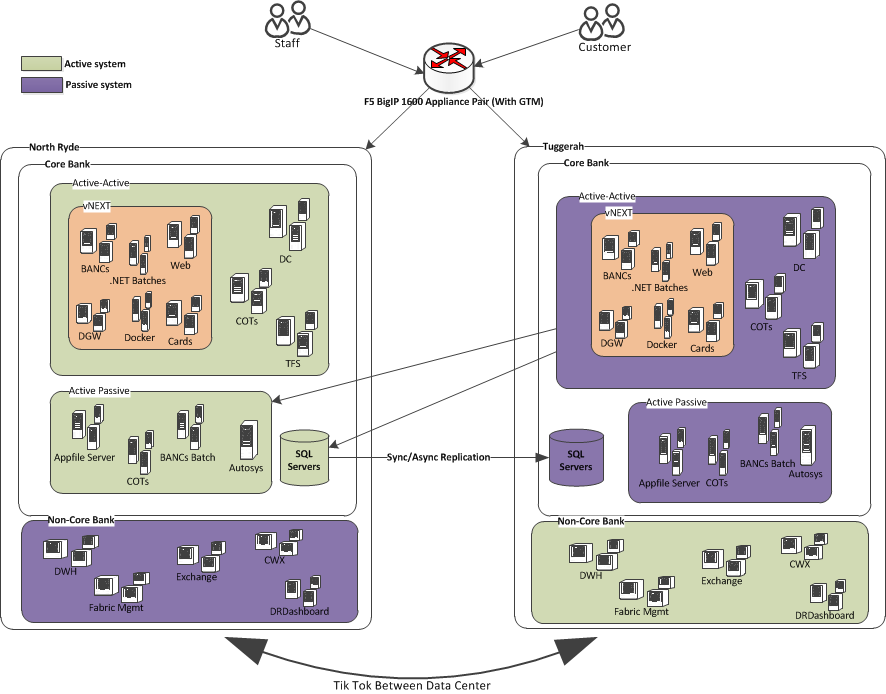 Staff
Customer
Active system
Passive system
F5 BigIP 1600 Appliance Pair (With GTM)
North Ryde
Core Bank
Active-Active
vNEXT
BANCs
.NET Batches
Web
DGW
Docker
Cards
DC
COTs
TFS
Active Passive
Appfile Server
COTs
BANCs Batch
Autosys
SQL
Servers
Sync/Async Replication
Non-Core Bank
DWH
Fabric Mgmt
Exchange
CWX
DRDashboard
Tuggerah
Core Bank
Active-Active
vNEXT
BANCs
.NET Batches
Web
DGW
Docker
Cards
DC
COTs
TFS
SQL
Servers
Active Passive
Appfile Server
COTs
BANCs Batch
Autosys
Non-Core Bank
DWH
Fabric Mgmt
Exchange
CWX
DRDashboard
Tik Tok Between Data Center